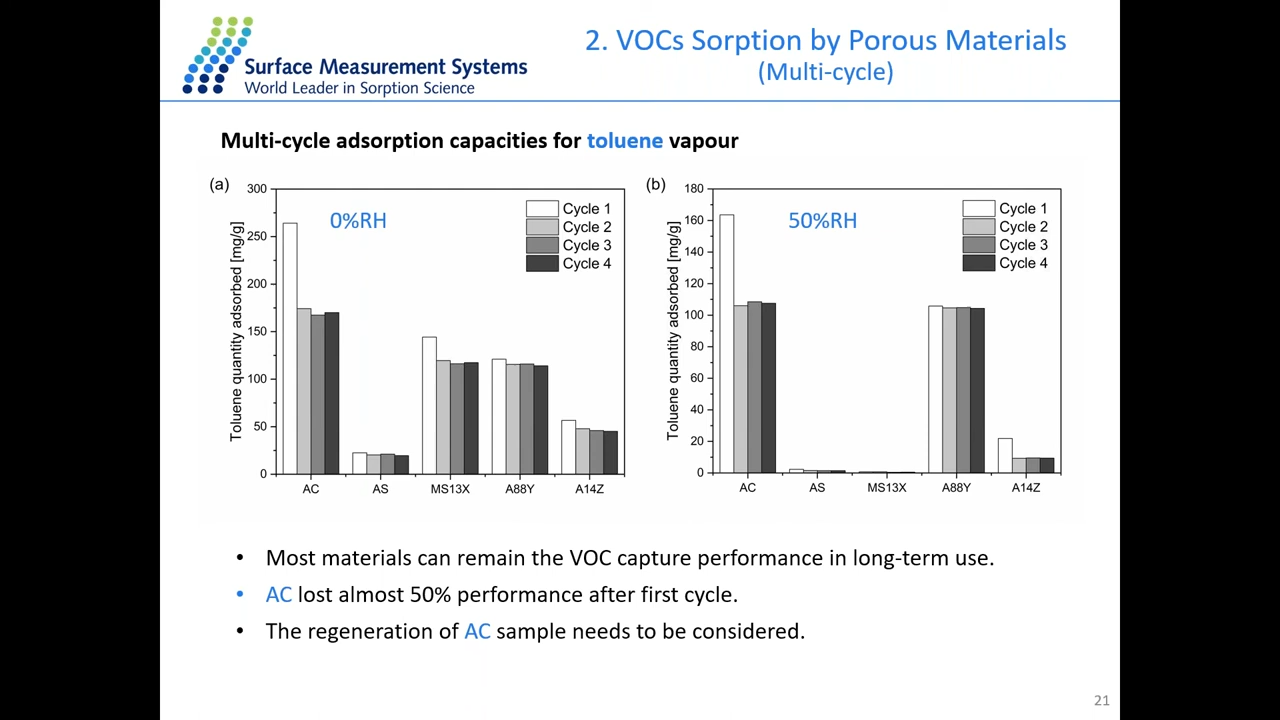 Surface Measurement Systems
World Leader in Sorption Science
2. VOCs Sorption by Porous Materials
(Multi-cycle)
Multi-cycle adsorption capacities for toluene vapour
(a)
0%RH
Cycle 1
Cycle 2
Cycle 3
Cycle 4
Toluene quantity adsorbed [mg/g]
300
250
200
150
100
50
0
AC AS MS13X A88Y A14Z
(b)
50%RH
Cycle 1
Cycle 2
Cycle 3
Cycle 4
Toluene quantity adsorbed [mg/g]
180
160
140
120
100
80
60
40
20
0
AC AS MS13X A88Y A14Z
• Most materials can remain the VOC capture performance in long-term use.
• AC lost almost 50% performance after first cycle.
• The regeneration of AC sample needs to be considered.
21